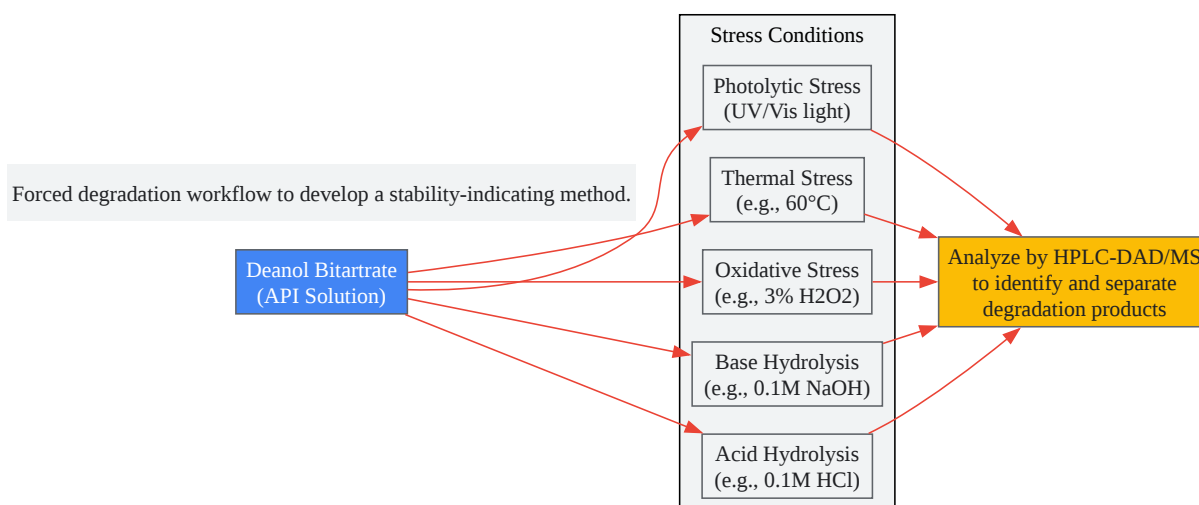 Stress Conditions
Photolytic Stress
(UV/Vis light)
Forced degradation workflow to develop a stability-indicating method.
Thermal Stress
(e.g., 60°C)
Deanol Bitartrate
(API Solution)
Oxidative Stress
(e.g., 3% H2O2)
Analyze by HPLC-DAD/MS
to identify and separate
degradation products
Base Hydrolysis
(e.g., 0.1M NaOH)
Acid Hydrolysis
(e.g., 0.1M HCl)